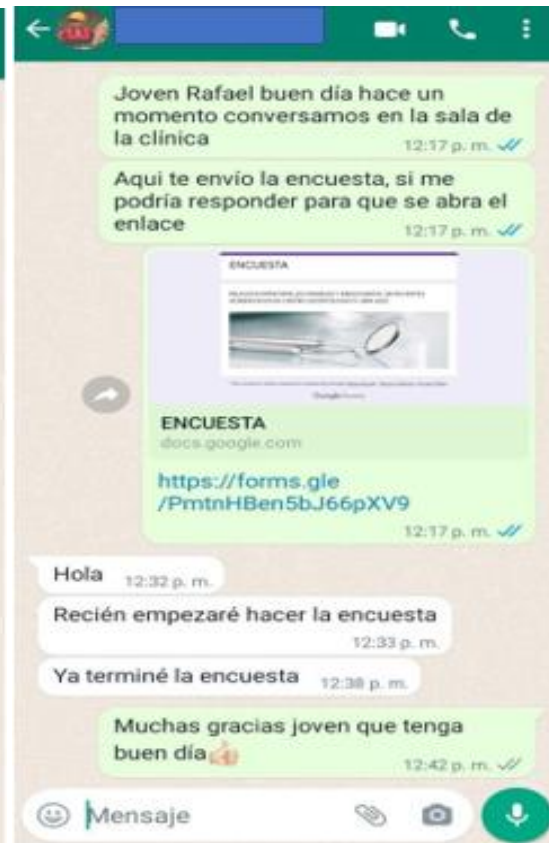 Joven Rafael buen día hace un
momento conversamos en la sala de
la clínica
12:17 p. m.
Aqui te envío la encuesta, si me
podría responder para que se abra el
enlace
12:17 p. m.
ENCUESTA
ENCUESTA
docs.google.com
https://forms.gle
/PmtnHBen5bJ66pXV9
12:17 p. m.
Hola 12:32 p. m.
Recién empezaré hacer la encuesta
12:33 p. m.
Ya terminé la encuesta 12:38 p. m.
Muchas gracias joven que tenga
buen día👍
12:42 p. m.
Mensaje